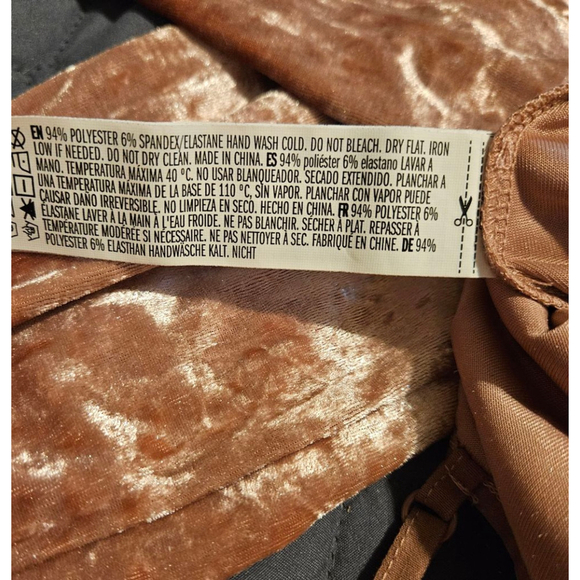 EN 94% POLYESTER 6% SPANDEX/ELASTANE HAND WASH COLD. DO NOT BLEACH. DRY FLAT. IRON
LOW IF NEEDED. DO NOT DRY CLEAN. MADE IN CHINA. ES 94% poliéster 6% elastano LAVAR A
MANO. TEMPERATURA MÁXIMA 40 °C. NO USAR BLANQUEADOR. SECADO EXTENDIDO. PLANCHAR A
UNA TEMPERATURA MÁXIMA DE LA BASE DE 110 °C, SIN VAPOR. PLANCHAR CON VAPOR PUEDE
CAUSAR DAÑO IRREVERSIBLE. NO LIMPIEZA EN SECO. HECHO EN CHINA. FR 94% POLYESTER 6%
ÉLASTANE LAVER À LA MAIN À L'EAU FROIDE. NE PAS BLANCHIR. SÉCHER À PLAT. REPASSER À
TEMPÉRATURE MODÉRÉE SI NÉCESSAIRE. NE PAS NETTOYER À SEC. FABRIQUÉ EN CHINE. DE 94%
POLYESTER 6% ELASTHAN HANDWÄSCHE KALT. NICHT